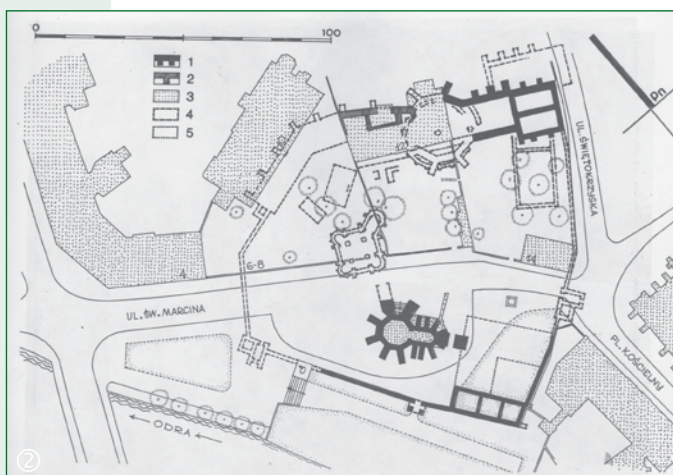 0 100
1
2
3
4
5
Pn
UL. ŚWIĘTOKRZYSKA
4
6-8
UL. ŚW. MARCINA
PL. KOŚCIELNY
ODRA
②